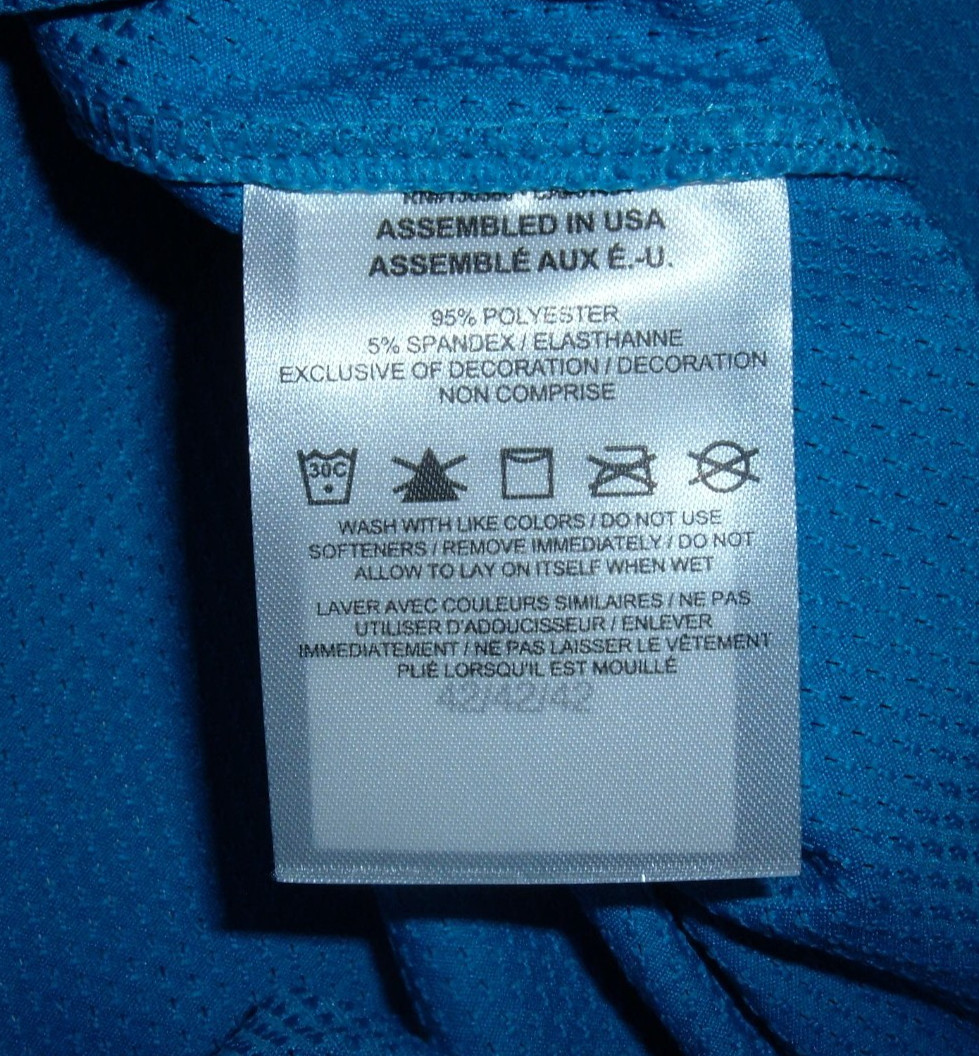 ASSEMBLED IN USA
ASSEMBLÉ AUX É.-U.
95% POLYESTER
5% SPANDEX / ELASTHANNE
EXCLUSIVE OF DECORATION / DECORATION
NON COMPRISE
30C
WASH WITH LIKE COLORS / DO NOT USE
SOFTENERS / REMOVE IMMEDIATELY / DO NOT
ALLOW TO LAY ON ITSELF WHEN WET
LAVER AVEC COULEURS SIMILAIRES / NE PAS
UTILISER D'ADOUCISSEUR / ENLEVER
IMMEDIATEMENT / NE PAS LAISSER LE VÊTEMENT
PLIÉ LORSQU'IL EST MOUILLÉ
42/42/42